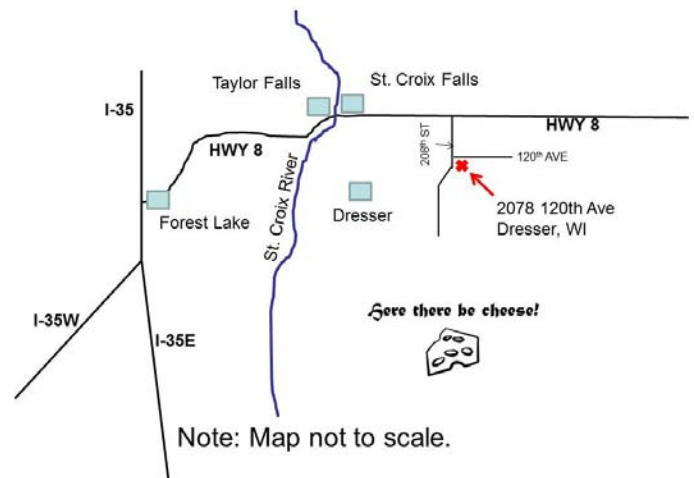 Taylor Falls
St. Croix Falls
I-35
HWY 8
HWY 8
208th ST
120th AVE
St. Croix River
Forest Lake
Dresser
2078 120th Ave
Dresser, WI
Here there be cheese!
I-35W
I-35E
Note: Map not to scale.